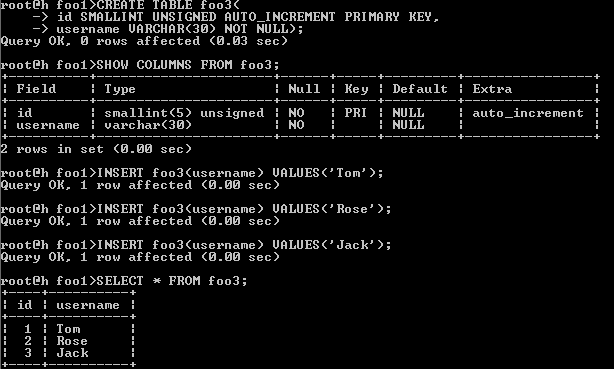 root@h foo1>CREATE TABLE foo3(
    -> id SMALLINT UNSIGNED AUTO_INCREMENT PRIMARY KEY,
    -> username VARCHAR(30) NOT NULL);
Query OK, 0 rows affected (0.03 sec)
root@h foo1>SHOW COLUMNS FROM foo3;
+----------+----------------------+------+-----+---------+----------------+
| Field    | Type                 | Null | Key | Default | Extra          |
+----------+----------------------+------+-----+---------+----------------+
| id       | smallint(5) unsigned | NO   | PRI | NULL    | auto_increment |
| username | varchar(30)          | NO   |     | NULL    |                |
+----------+----------------------+------+-----+---------+----------------+
2 rows in set (0.00 sec)
root@h foo1>INSERT foo3(username) VALUES('Tom');
Query OK, 1 row affected (0.00 sec)
root@h foo1>INSERT foo3(username) VALUES('Rose');
Query OK, 1 row affected (0.00 sec)
root@h foo1>INSERT foo3(username) VALUES('Jack');
Query OK, 1 row affected (0.00 sec)
root@h foo1>SELECT * FROM foo3;
+----+----------+
| id | username |
+----+----------+
|  1 | Tom      |
|  2 | Rose     |
|  3 | Jack     |
+----+----------+